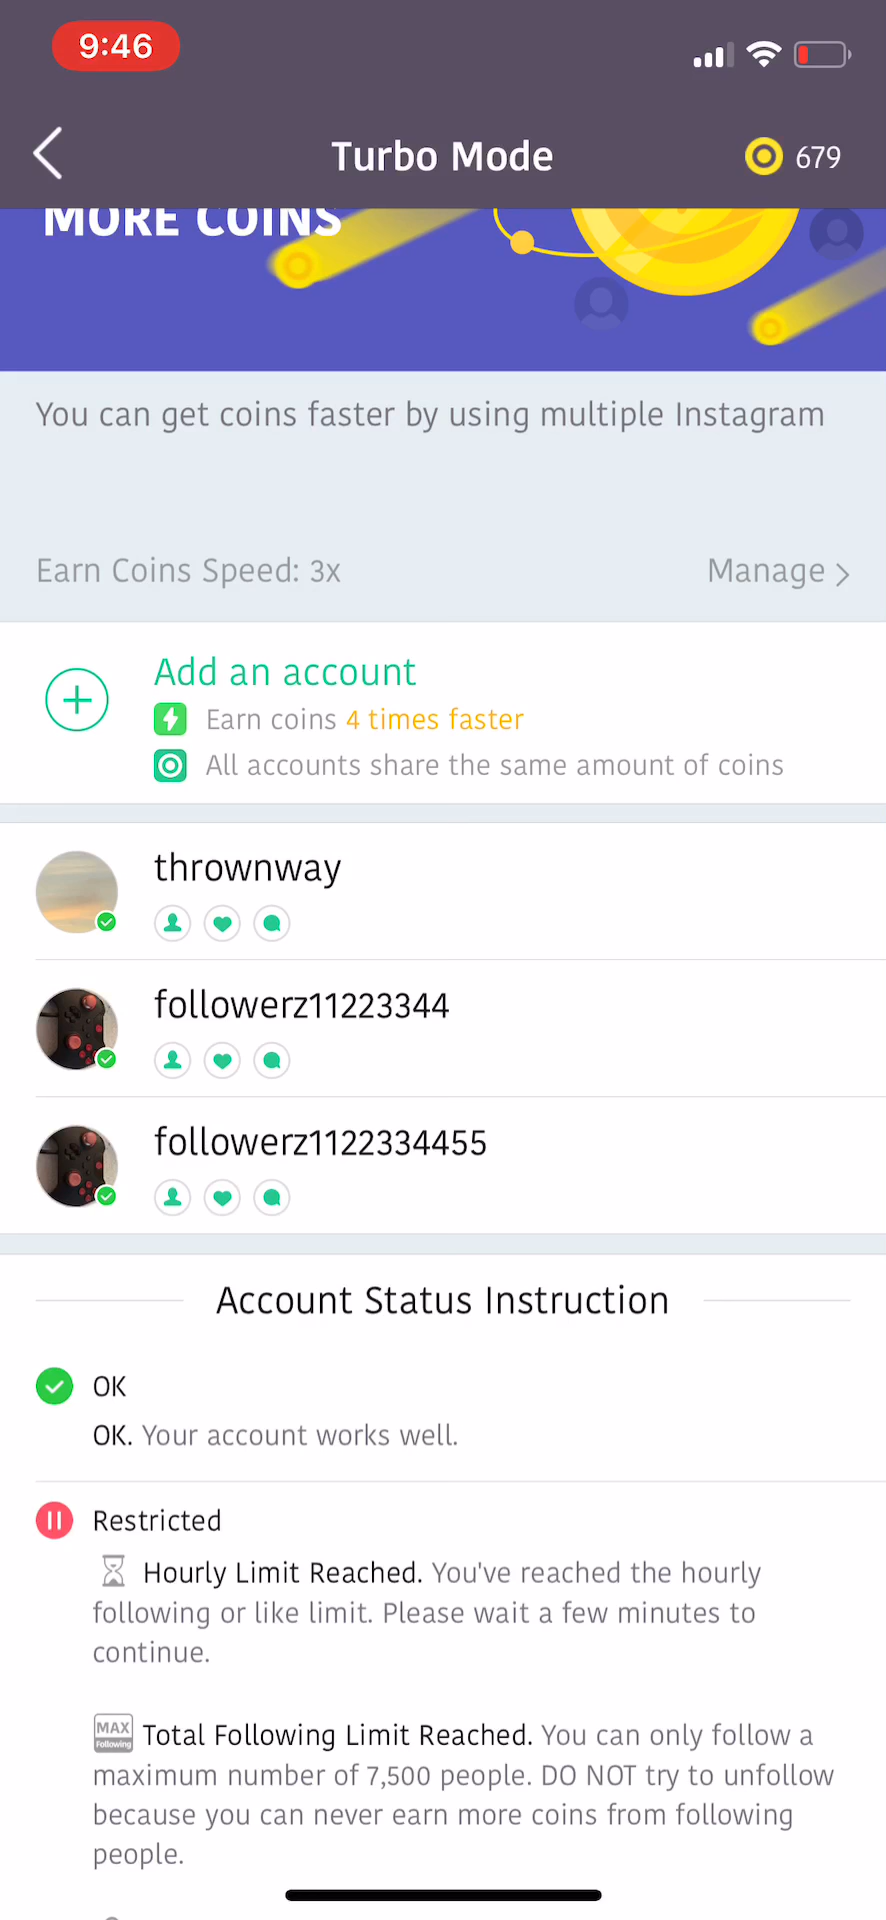 9:46
Turbo Mode
679
MORE COINS
You can get coins faster by using multiple Instagram
Earn Coins Speed: 3x
Manage
Add an account
Earn coins 4 times faster
All accounts share the same amount of coins
thrownway
followerz11223344
followerz1122334455
Account Status Instruction
OK
OK. Your account works well.
Restricted
Hourly Limit Reached. You've reached the hourly
following or like limit. Please wait a few minutes to
continue.
MAX
Following
Total Following Limit Reached. You can only follow a
maximum number of 7,500 people. DO NOT try to unfollow
because you can never earn more coins from following
people.